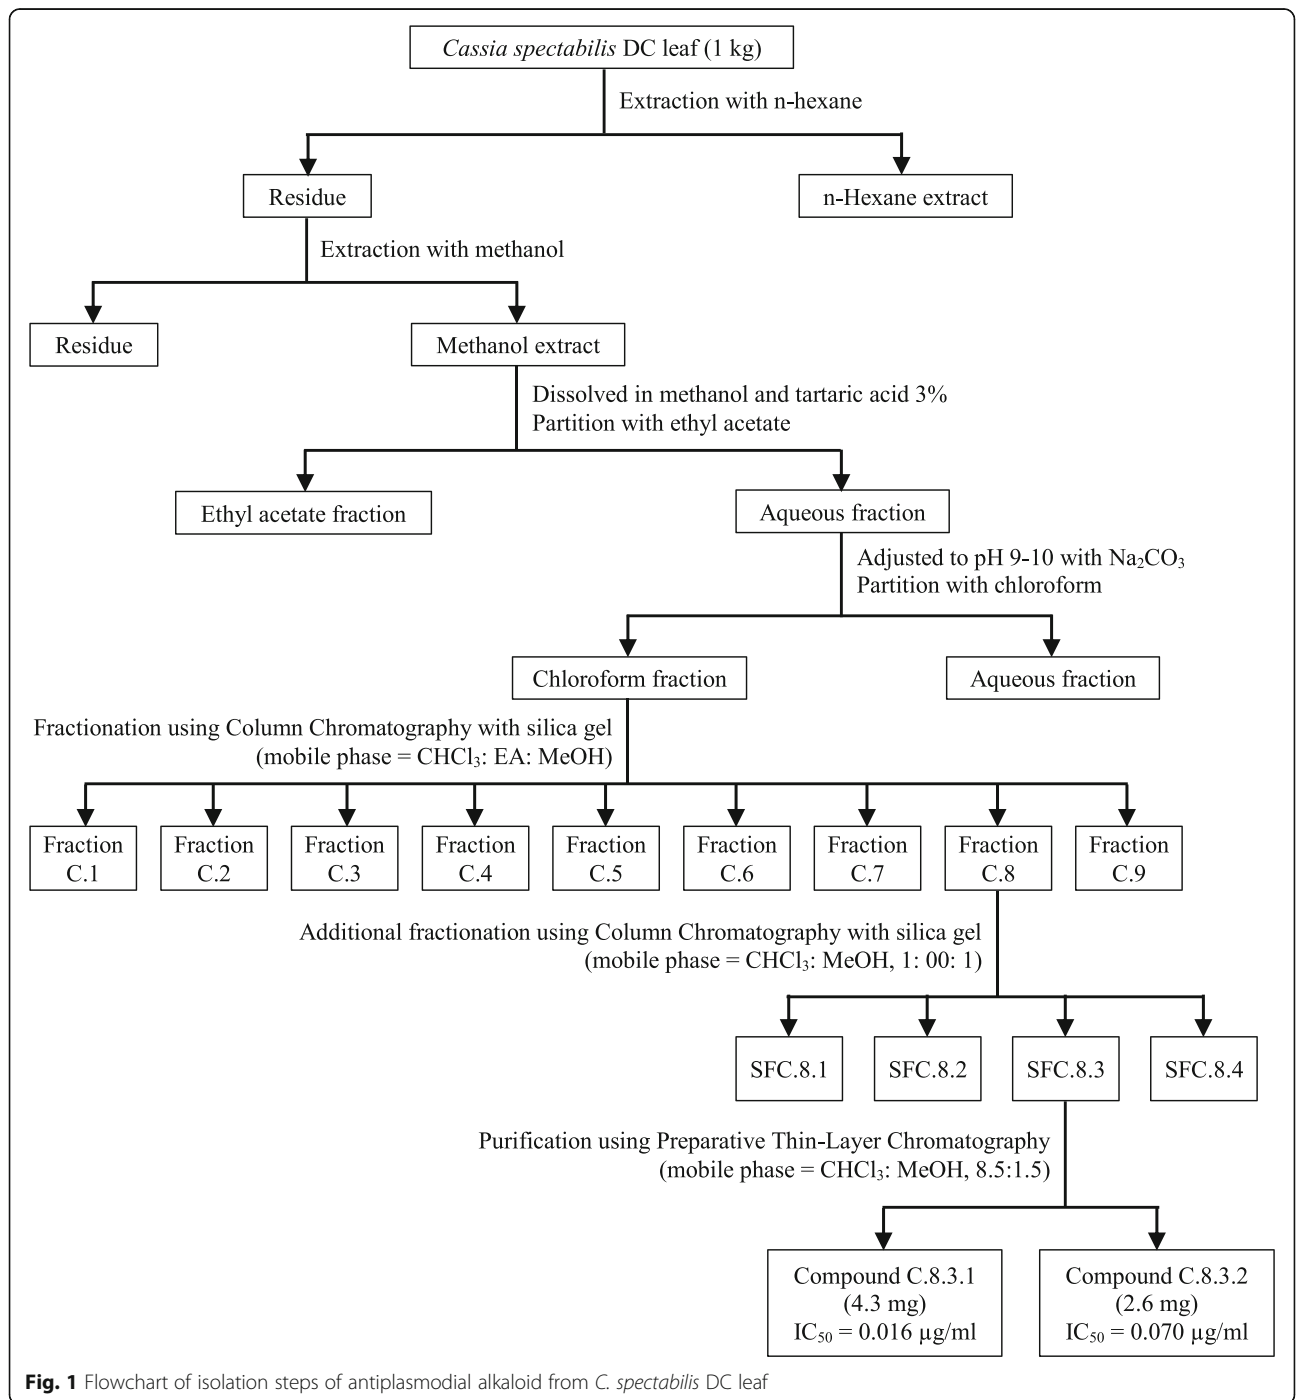 Cassia spectabilis DC leaf (1 kg)
Extraction with n-hexane
Residue
n-Hexane extract
Extraction with methanol
Residue
Methanol extract
Dissolved in methanol and tartaric acid 3%
Partition with ethyl acetate
Ethyl acetate fraction
Aqueous fraction
Adjusted to pH 9-10 with Na₂CO₃
Partition with chloroform
Chloroform fraction
Aqueous fraction
Fractionation using Column Chromatography with silica gel
(mobile phase = CHCl₃: EA: MeOH)
Fraction
C.1
Fraction
C.2
Fraction
C.3
Fraction
C.4
Fraction
C.5
Fraction
C.6
Fraction
C.7
Fraction
C.8
Fraction
C.9
Additional fractionation using Column Chromatography with silica gel
(mobile phase = CHCl₃: MeOH, 1: 00: 1)
SFC.8.1
SFC.8.2
SFC.8.3
SFC.8.4
Purification using Preparative Thin-Layer Chromatography
(mobile phase = CHCl₃: MeOH, 8.5:1.5)
Compound C.8.3.1
(4.3 mg)
IC₅₀ = 0.016 µg/ml
Compound C.8.3.2
(2.6 mg)
IC₅₀ = 0.070 µg/ml
Fig. 1 Flowchart of isolation steps of antiplasmodial alkaloid from C. spectabilis DC leaf